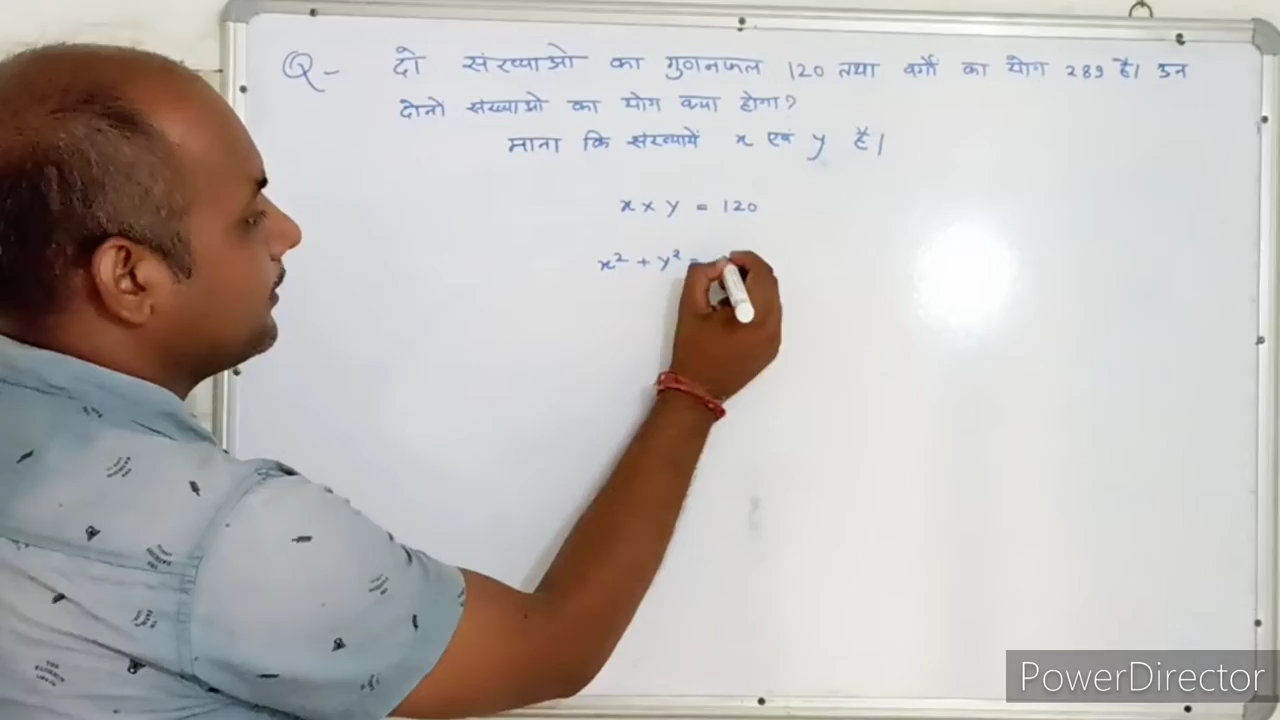 Q- दो संख्याओ का गुणनफल 120 तथा वर्गों का योग 289 है। उन
दोनों संख्याओ का योग क्या होगा?
माना कि संख्यायें x एवं y है।
x × y = 120
x² + y² =
PowerDirector